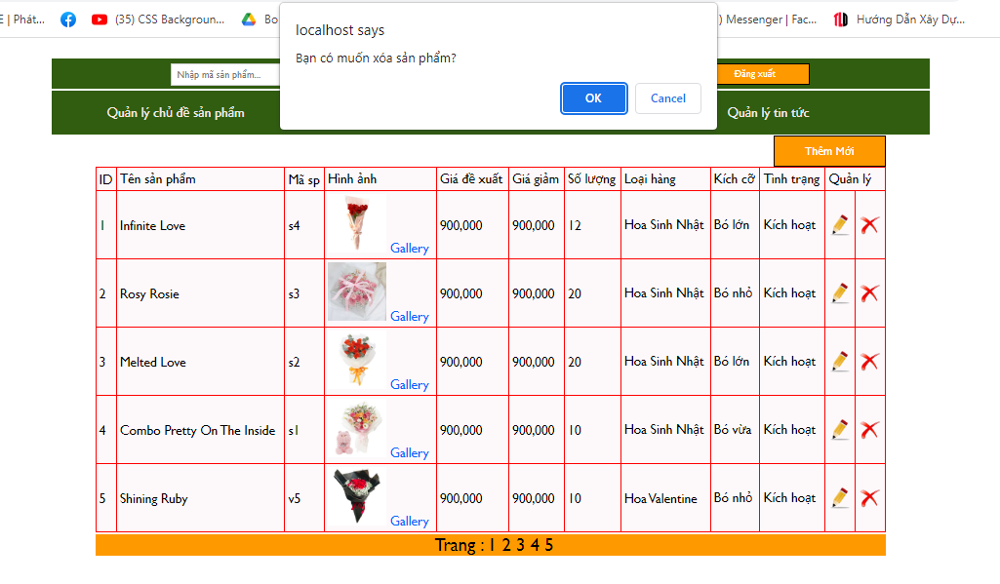 E | Phát...
(35) CSS Backgroun...
Bo
) Messenger | Fac...
Hướng Dẫn Xây Dự...
localhost says
Bạn có muốn xóa sản phẩm?
OK Cancel
Nhập mã sản phẩm...
Đăng xuất
Quản lý chủ đề sản phẩm
Quản lý tin tức
Thêm Mới
ID Tên sản phẩm Mã sp Hình ảnh Giá đề xuất Giá giảm Số lượng Loại hàng Kích cỡ Tình trạng Quản lý
1 Infinite Love s4 Gallery 900,000 900,000 12 Hoa Sinh Nhật Bó lớn Kích hoạt
2 Rosy Rosie s3 Gallery 900,000 900,000 20 Hoa Sinh Nhật Bó nhỏ Kích hoạt
3 Melted Love s2 Gallery 900,000 900,000 20 Hoa Sinh Nhật Bó lớn Kích hoạt
4 Combo Pretty On The Inside s1 Gallery 900,000 900,000 10 Hoa Sinh Nhật Bó vừa Kích hoạt
5 Shining Ruby v5 Gallery 900,000 900,000 10 Hoa Valentine Bó nhỏ Kích hoạt
Trang : 1 2 3 4 5